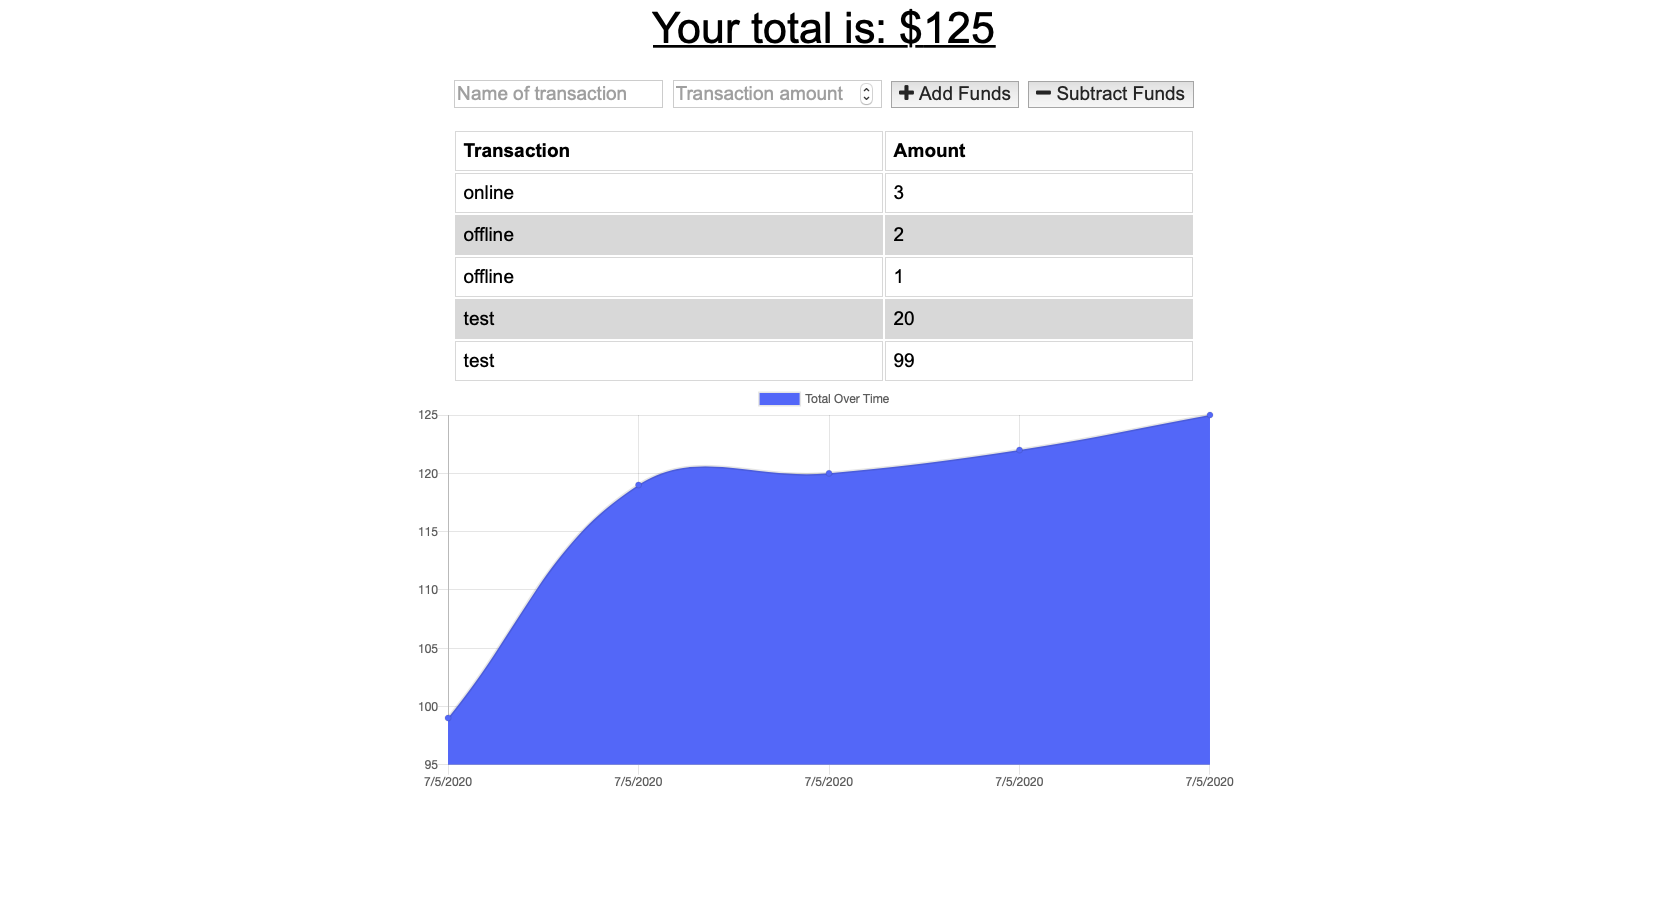 Your total is: $125
Name of transaction Transaction amount Add Funds Subtract Funds
Transaction Amount
online 3
offline 2
offline 1
test 20
test 99
Total Over Time
125
120
115
110
105
100
95
7/5/2020 7/5/2020 7/5/2020 7/5/2020 7/5/2020